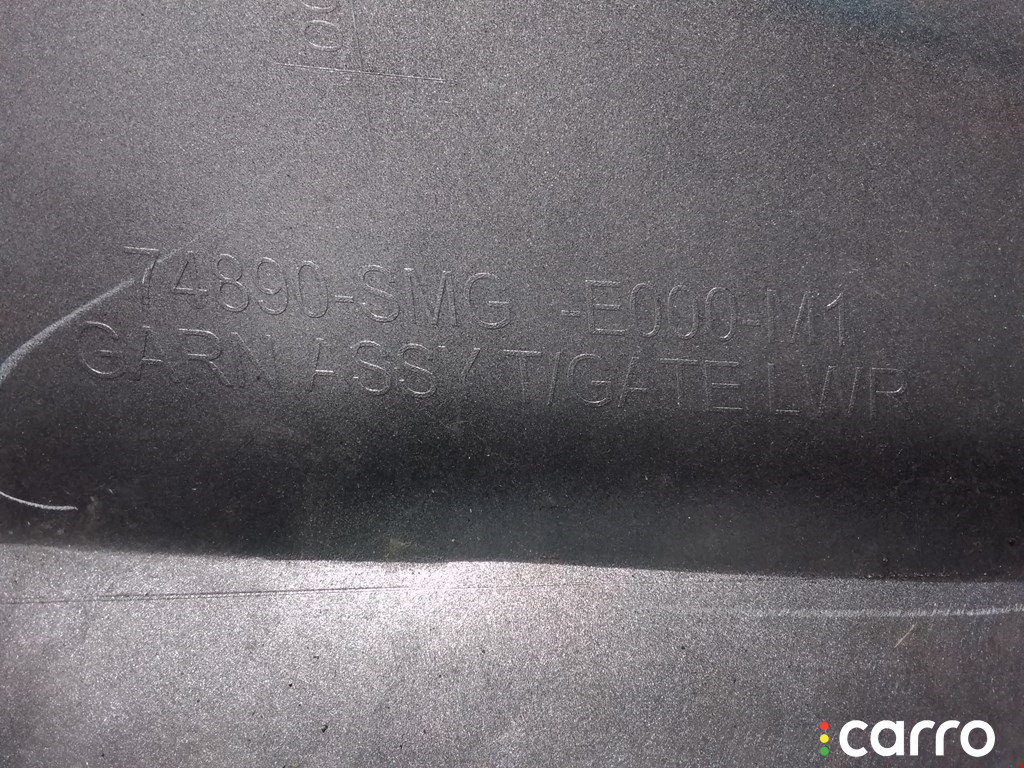 74890-SMG -E000-M1
GARN ASSY T/GATE LWR
carro